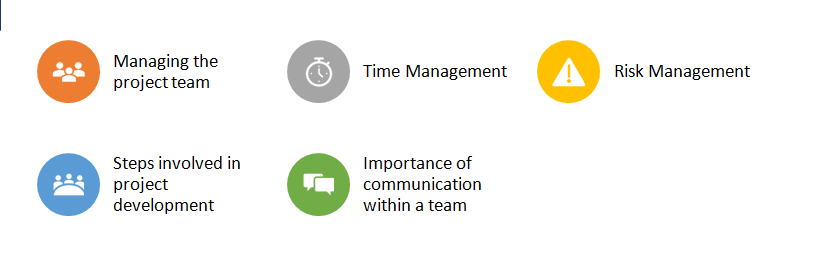 Managing the
project team
Time Management
Risk Management
Steps involved in
project
development
Importance of
communication
within a team